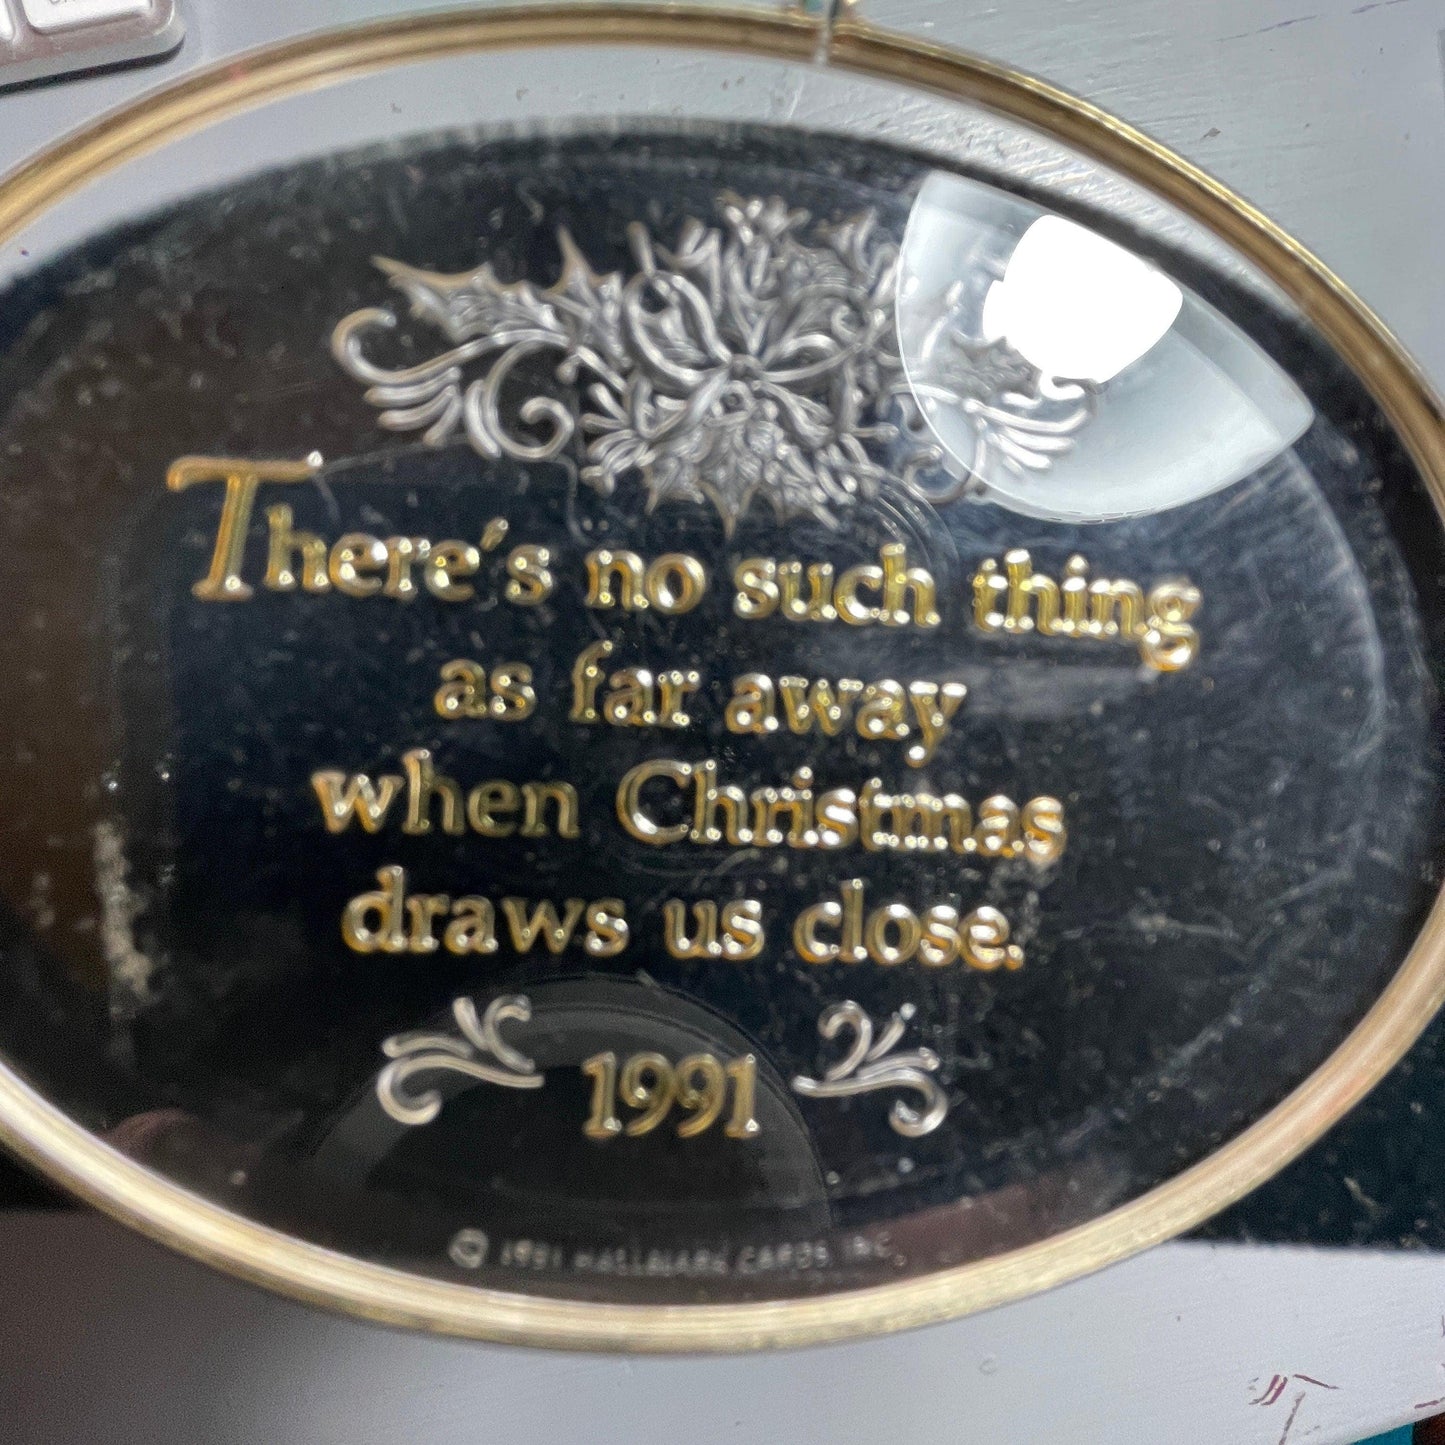 There's no such thing
as far away
when Christmas
draws us close.
1991
© 1991 HALLMARK CARDS, INC.